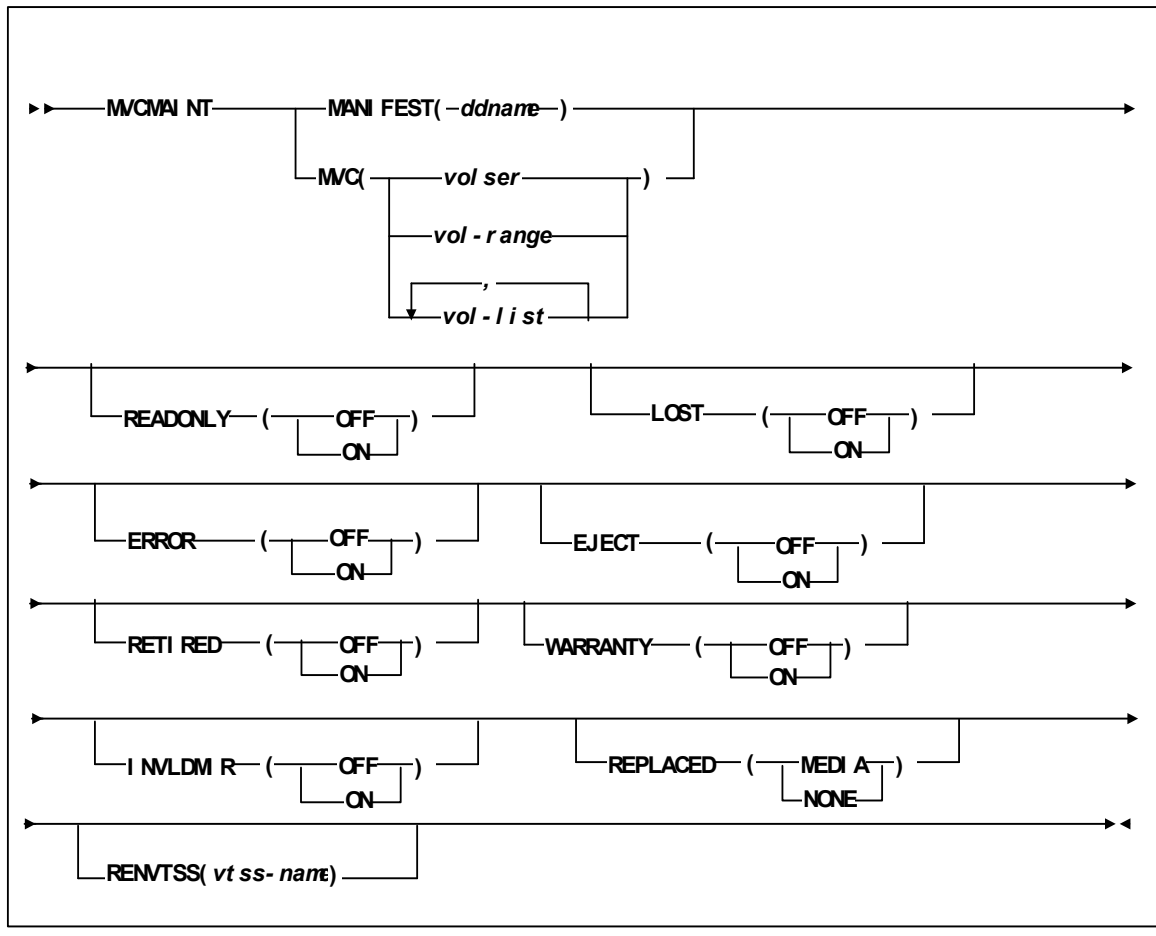 MVCMAINT MANIFEST( ddname )
MVC( volser )
vol-range
,
vol-list
READONLY ( OFF ) LOST ( OFF )
ON ON
ERROR ( OFF ) EJECT ( OFF )
ON ON
RETIRED ( OFF ) WARRANTY ( OFF )
ON ON
INVLDMIR ( OFF ) REPLACED ( MEDIA )
ON NONE
RENVTSS( vtss-name)